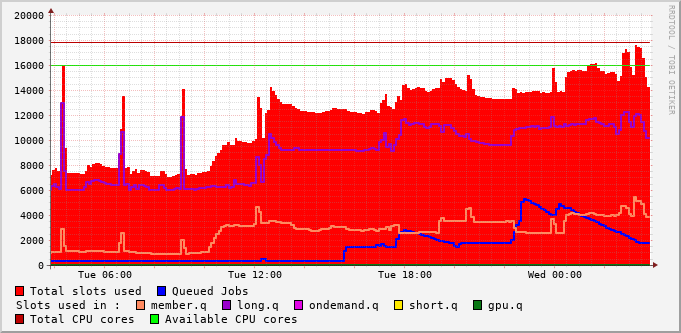 20000
18000
16000
14000
12000
10000
8000
6000
4000
2000
0
Tue 06:00 Tue 12:00 Tue 18:00 Wed 00:00
RRDTOOL / TOBI OETIKER
Total slots used Queued Jobs
Slots used in : member.q long.q ondemand.q short.q gpu.q
Total CPU cores Available CPU cores